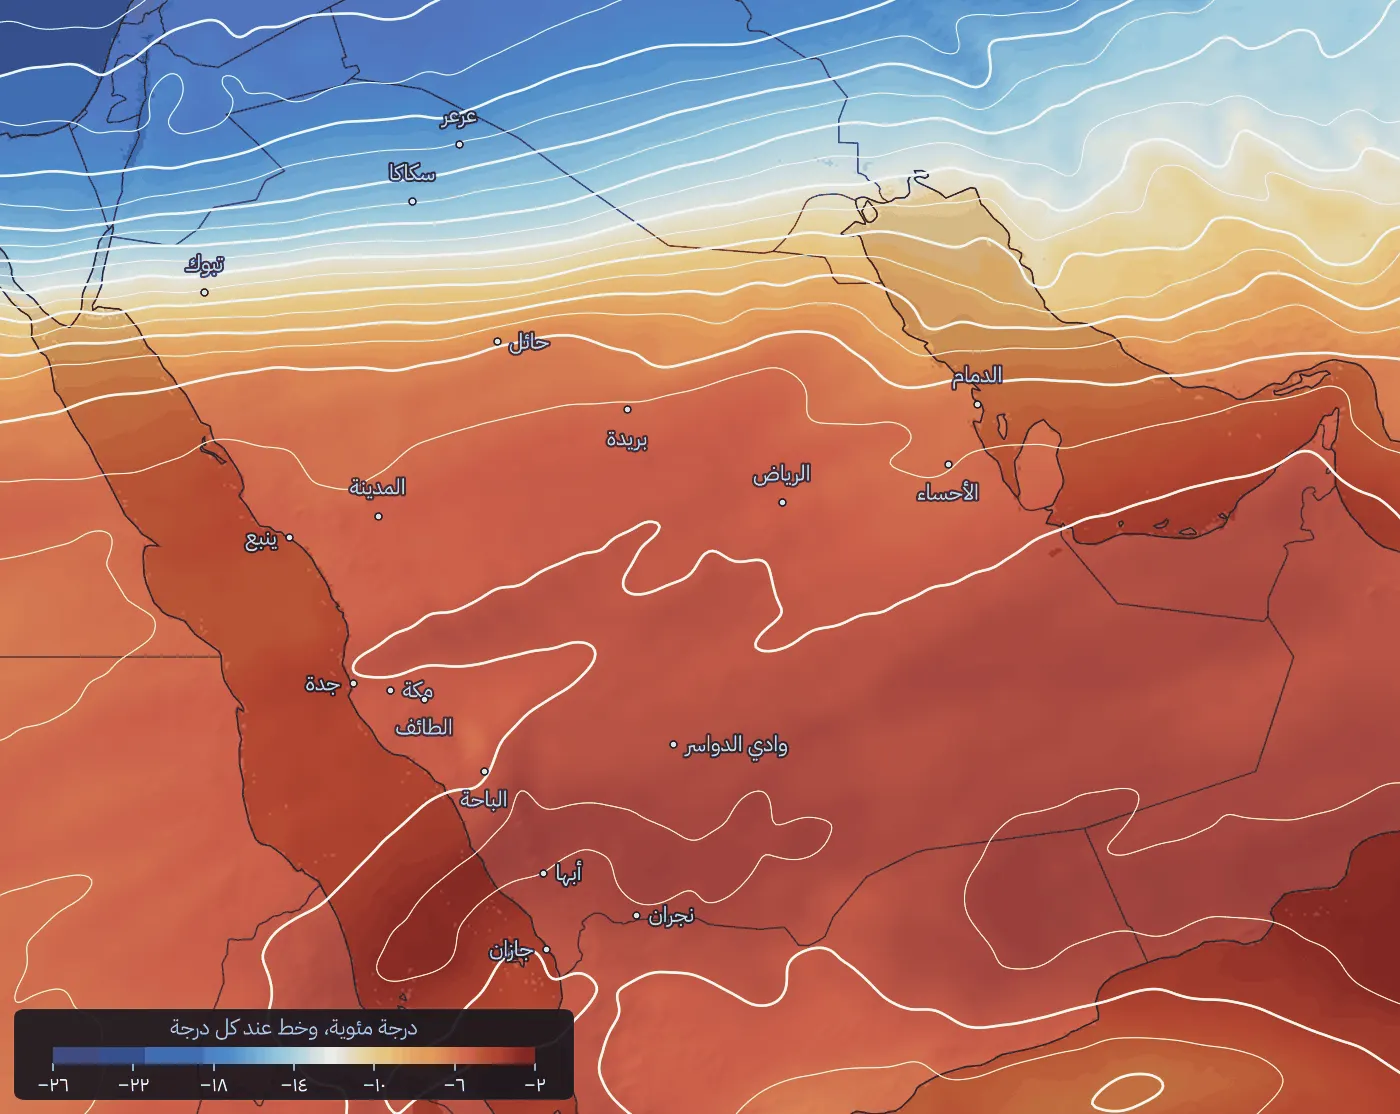 عرعر
سكاكا
تبوك
حائل
الدمام
بريدة
الرياض
الأحساء
المدينة
ينبع
جدة
مكة
الطائف
وادي الدواسر
الباحة
أبها
نجران
جازان
درجة مئوية، وخط عند كل درجة
−٢٦ −٢٢ −١٨ −١٤ −١٠ −٦ −٢